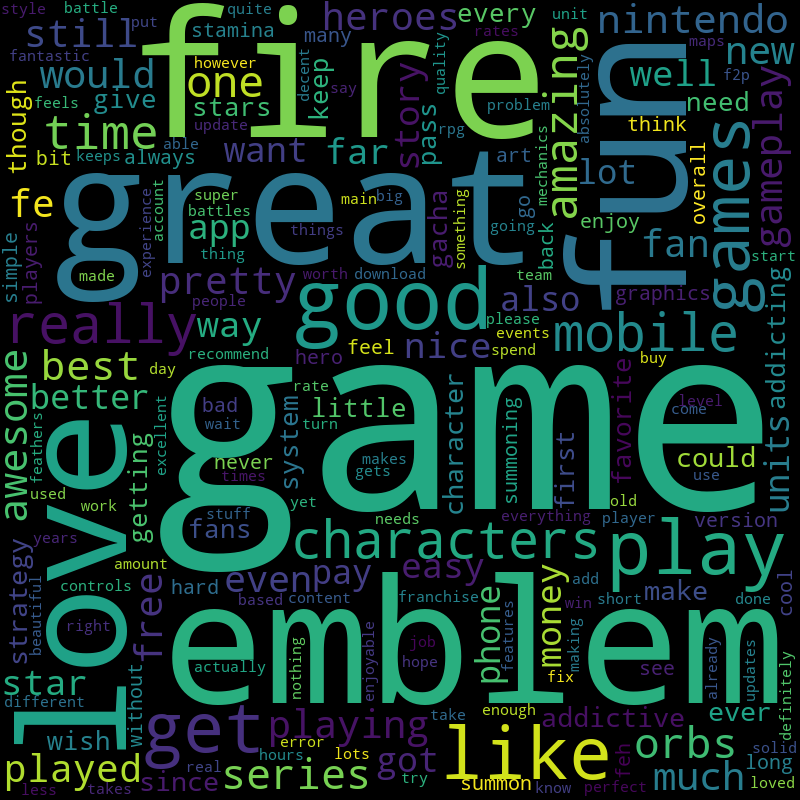 style
battle
put
quite
stamina
many
heroes
every
unit
rates
nintendo
maps
still
fire
fantastic
however
decent
say
would
one
keep
well
f2p
new
feels
give
stars
pass
quality
problem
absolutely
need
though
time
update
story
rpg
think
bit
keeps
always
able
want
far
art
mechanics
amazing
fun
lot
games
overall
gameplay
great
fe
super
battles
main
big
go
simple
players
experience
account
app
things
gacha
something
going
back
enjoy
fan
thing
made
pretty
worth
download
team
start
people
good
also
graphics
really
way
please
events
mobile
units
addicting
nice
spend
recommend
hero
feel
buy
awesome
best
day
rate
favorite
level
better
game
feathers
excellent
bad
wait
little
turn
character
summoning
first
come
could
used
work
getting
love
never
times
system
makes
gets
use
old
fans
stuff
yet
needs
everything
player
version
years
characters
play
strategy
beautiful
amount
controls
free
hard
even
pay
easy
phone
money
add
make
cool
based
content
franchise
features
short
win
done
right
emblem
job
making
actually
nothing
enjoyable
hope
fix
see
already
updates
definitely
star
different
without
get
playing
take
enough
addictive
ever
wish
hours
error
lots
got
like
orbs
solid
played
since
real
series
try
summon
know
feh
much
long
less
takes
perfect
loved